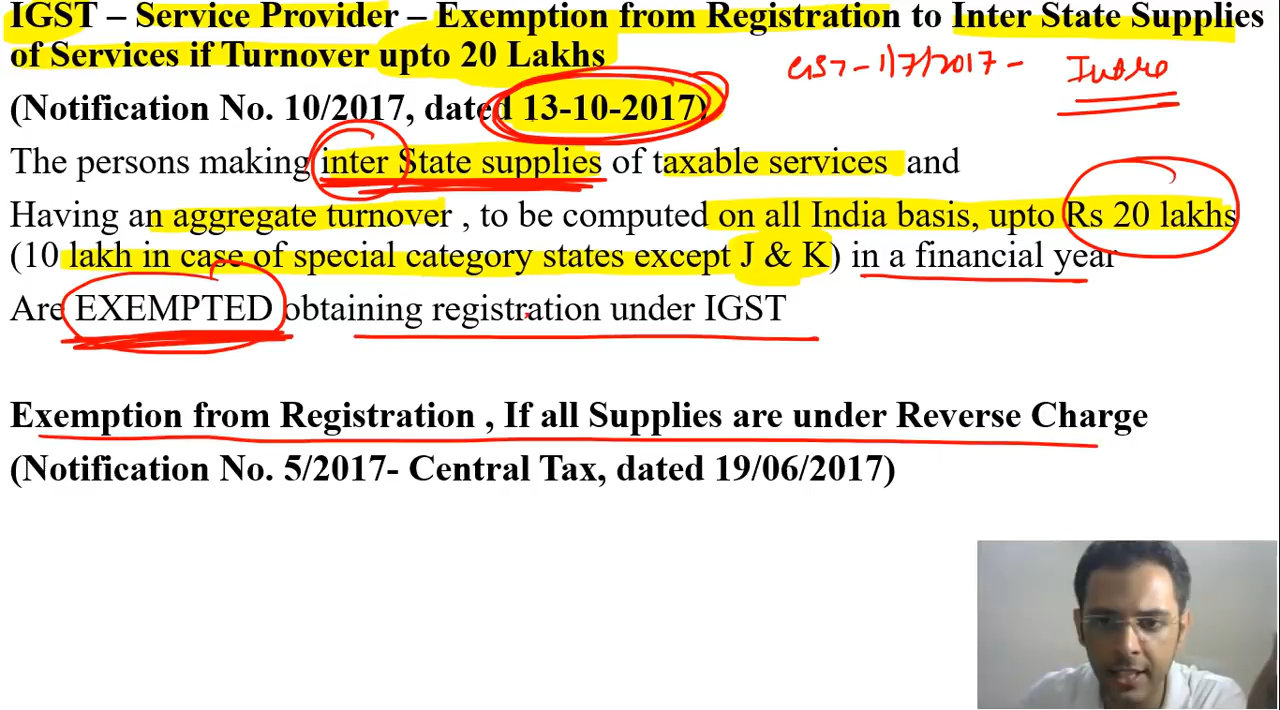 IGST – Service Provider – Exemption from Registration to Inter State Supplies
of Services if Turnover upto 20 Lakhs
GST - 1/7/2017 -
(Notification No. 10/2017, dated 13-10-2017)
The persons making inter State supplies of taxable services and
Having an aggregate turnover , to be computed on all India basis, upto Rs 20 lakhs
(10 lakh in case of special category states except J & K) in a financial year
Are EXEMPTED obtaining registration under IGST
Exemption from Registration , If all Supplies are under Reverse Charge
(Notification No. 5/2017- Central Tax, dated 19/06/2017)